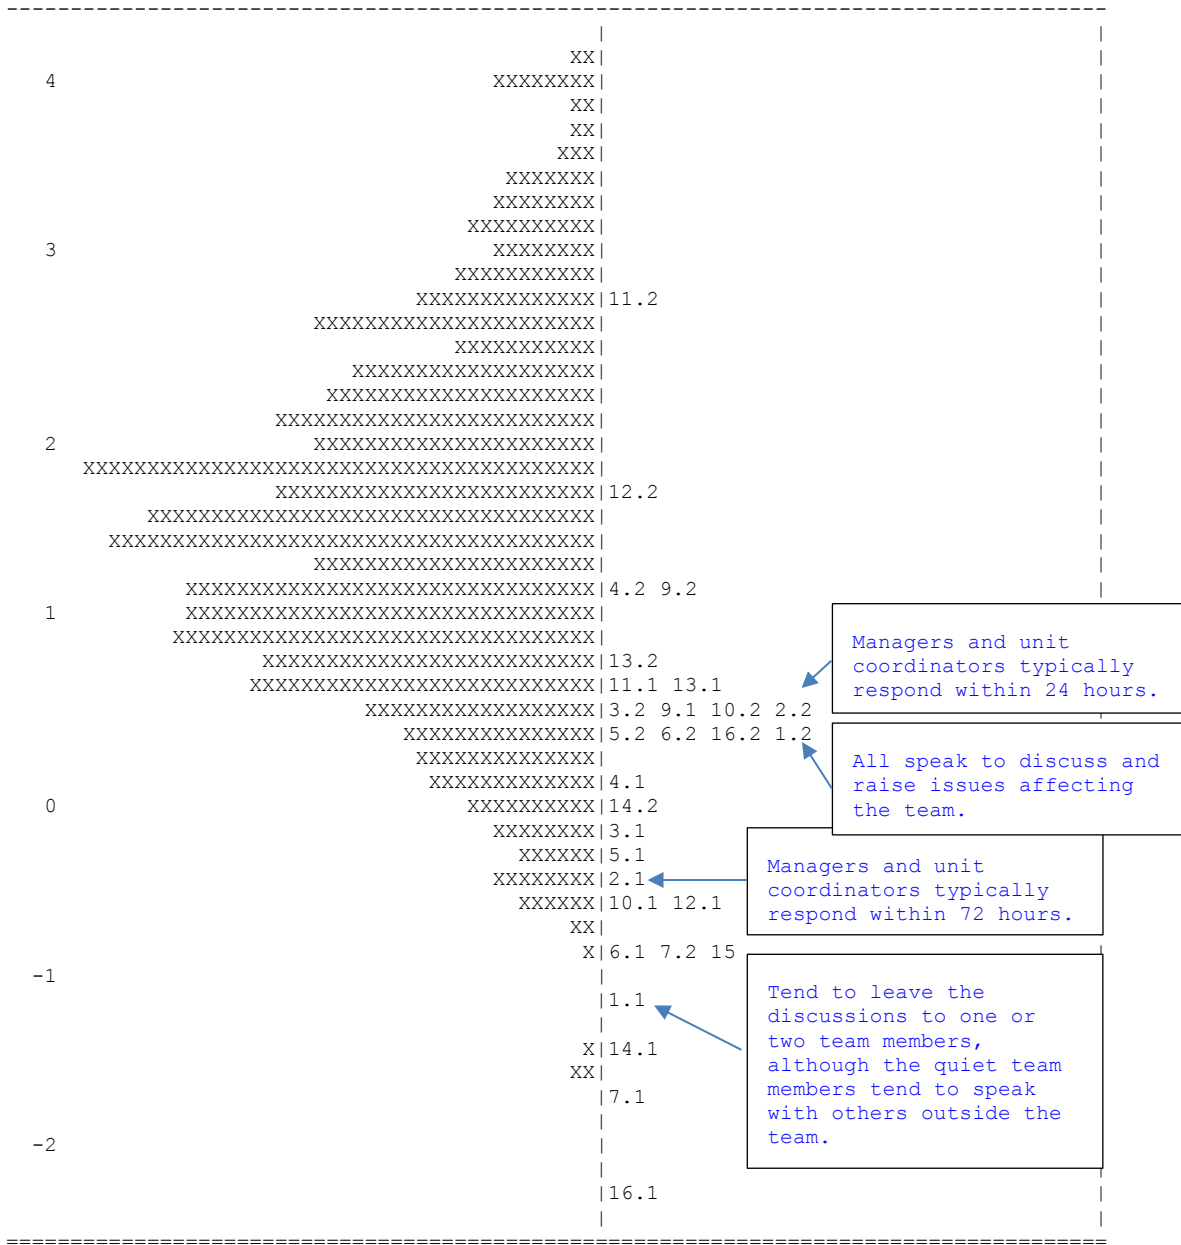 --------------------------------------------------------------------------------------
| |
XX| |
4 XXXXXXXX| |
XX| |
XX| |
XXX| |
XXXXXXX| |
XXXXXXXX| |
XXXXXXXXXX| |
3 XXXXXXXX| |
XXXXXXXXXXX| |
XXXXXXXXXXXXXX|11.2 |
XXXXXXXXXXXXXXXXXXXXXX| |
XXXXXXXXXXX| |
XXXXXXXXXXXXXXXXXXX| |
XXXXXXXXXXXXXXXXXXXXX| |
XXXXXXXXXXXXXXXXXXXXXXXXX| |
2 XXXXXXXXXXXXXXXXXXXXXX| |
XXXXXXXXXXXXXXXXXXXXXXXXXXXXXXXXXXXXXXXX| |
XXXXXXXXXXXXXXXXXXXXXXXXX|12.2 |
XXXXXXXXXXXXXXXXXXXXXXXXXXXXXXXXXXX| |
XXXXXXXXXXXXXXXXXXXXXXXXXXXXXXXXXXXXXX| |
XXXXXXXXXXXXXXXXXXXXXX| |
XXXXXXXXXXXXXXXXXXXXXXXXXXXXXXXX|4.2 9.2 |
1 XXXXXXXXXXXXXXXXXXXXXXXXXXXXXXXX|
XXXXXXXXXXXXXXXXXXXXXXXXXXXXXXXXX|
XXXXXXXXXXXXXXXXXXXXXXXXXX|13.2
XXXXXXXXXXXXXXXXXXXXXXXXXXX|11.1 13.1
XXXXXXXXXXXXXXXXXX|3.2 9.1 10.2 2.2
XXXXXXXXXXXXXXX|5.2 6.2 16.2 1.2
XXXXXXXXXXXXXX|
XXXXXXXXXXXXX|4.1
0 XXXXXXXXXX|14.2
XXXXXXXX|3.1
XXXXXX|5.1
XXXXXXXX|2.1
XXXXXX|10.1 12.1
XX|
X|6.1 7.2 15 |
-1 |
|1.1
|
X|14.1
XX|
|7.1
|
-2 |
| |
|16.1 |
| |
======================================================================================
Managers and unit
coordinators typically
respond within 24 hours.
All speak to discuss and
raise issues affecting
the team.
Managers and unit
coordinators typically
respond within 72 hours.
Tend to leave the
discussions to one or
two team members,
although the quiet team
members tend to speak
with others outside the
team.